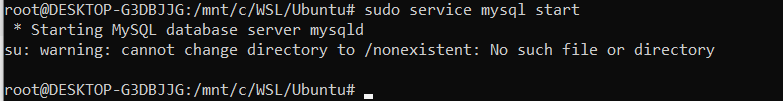 root@DESKTOP-G3DBJJG:/mnt/c/WSL/Ubuntu# sudo service mysql start
 * Starting MySQL database server mysqld
su: warning: cannot change directory to /nonexistent: No such file or directory
root@DESKTOP-G3DBJJG:/mnt/c/WSL/Ubuntu#